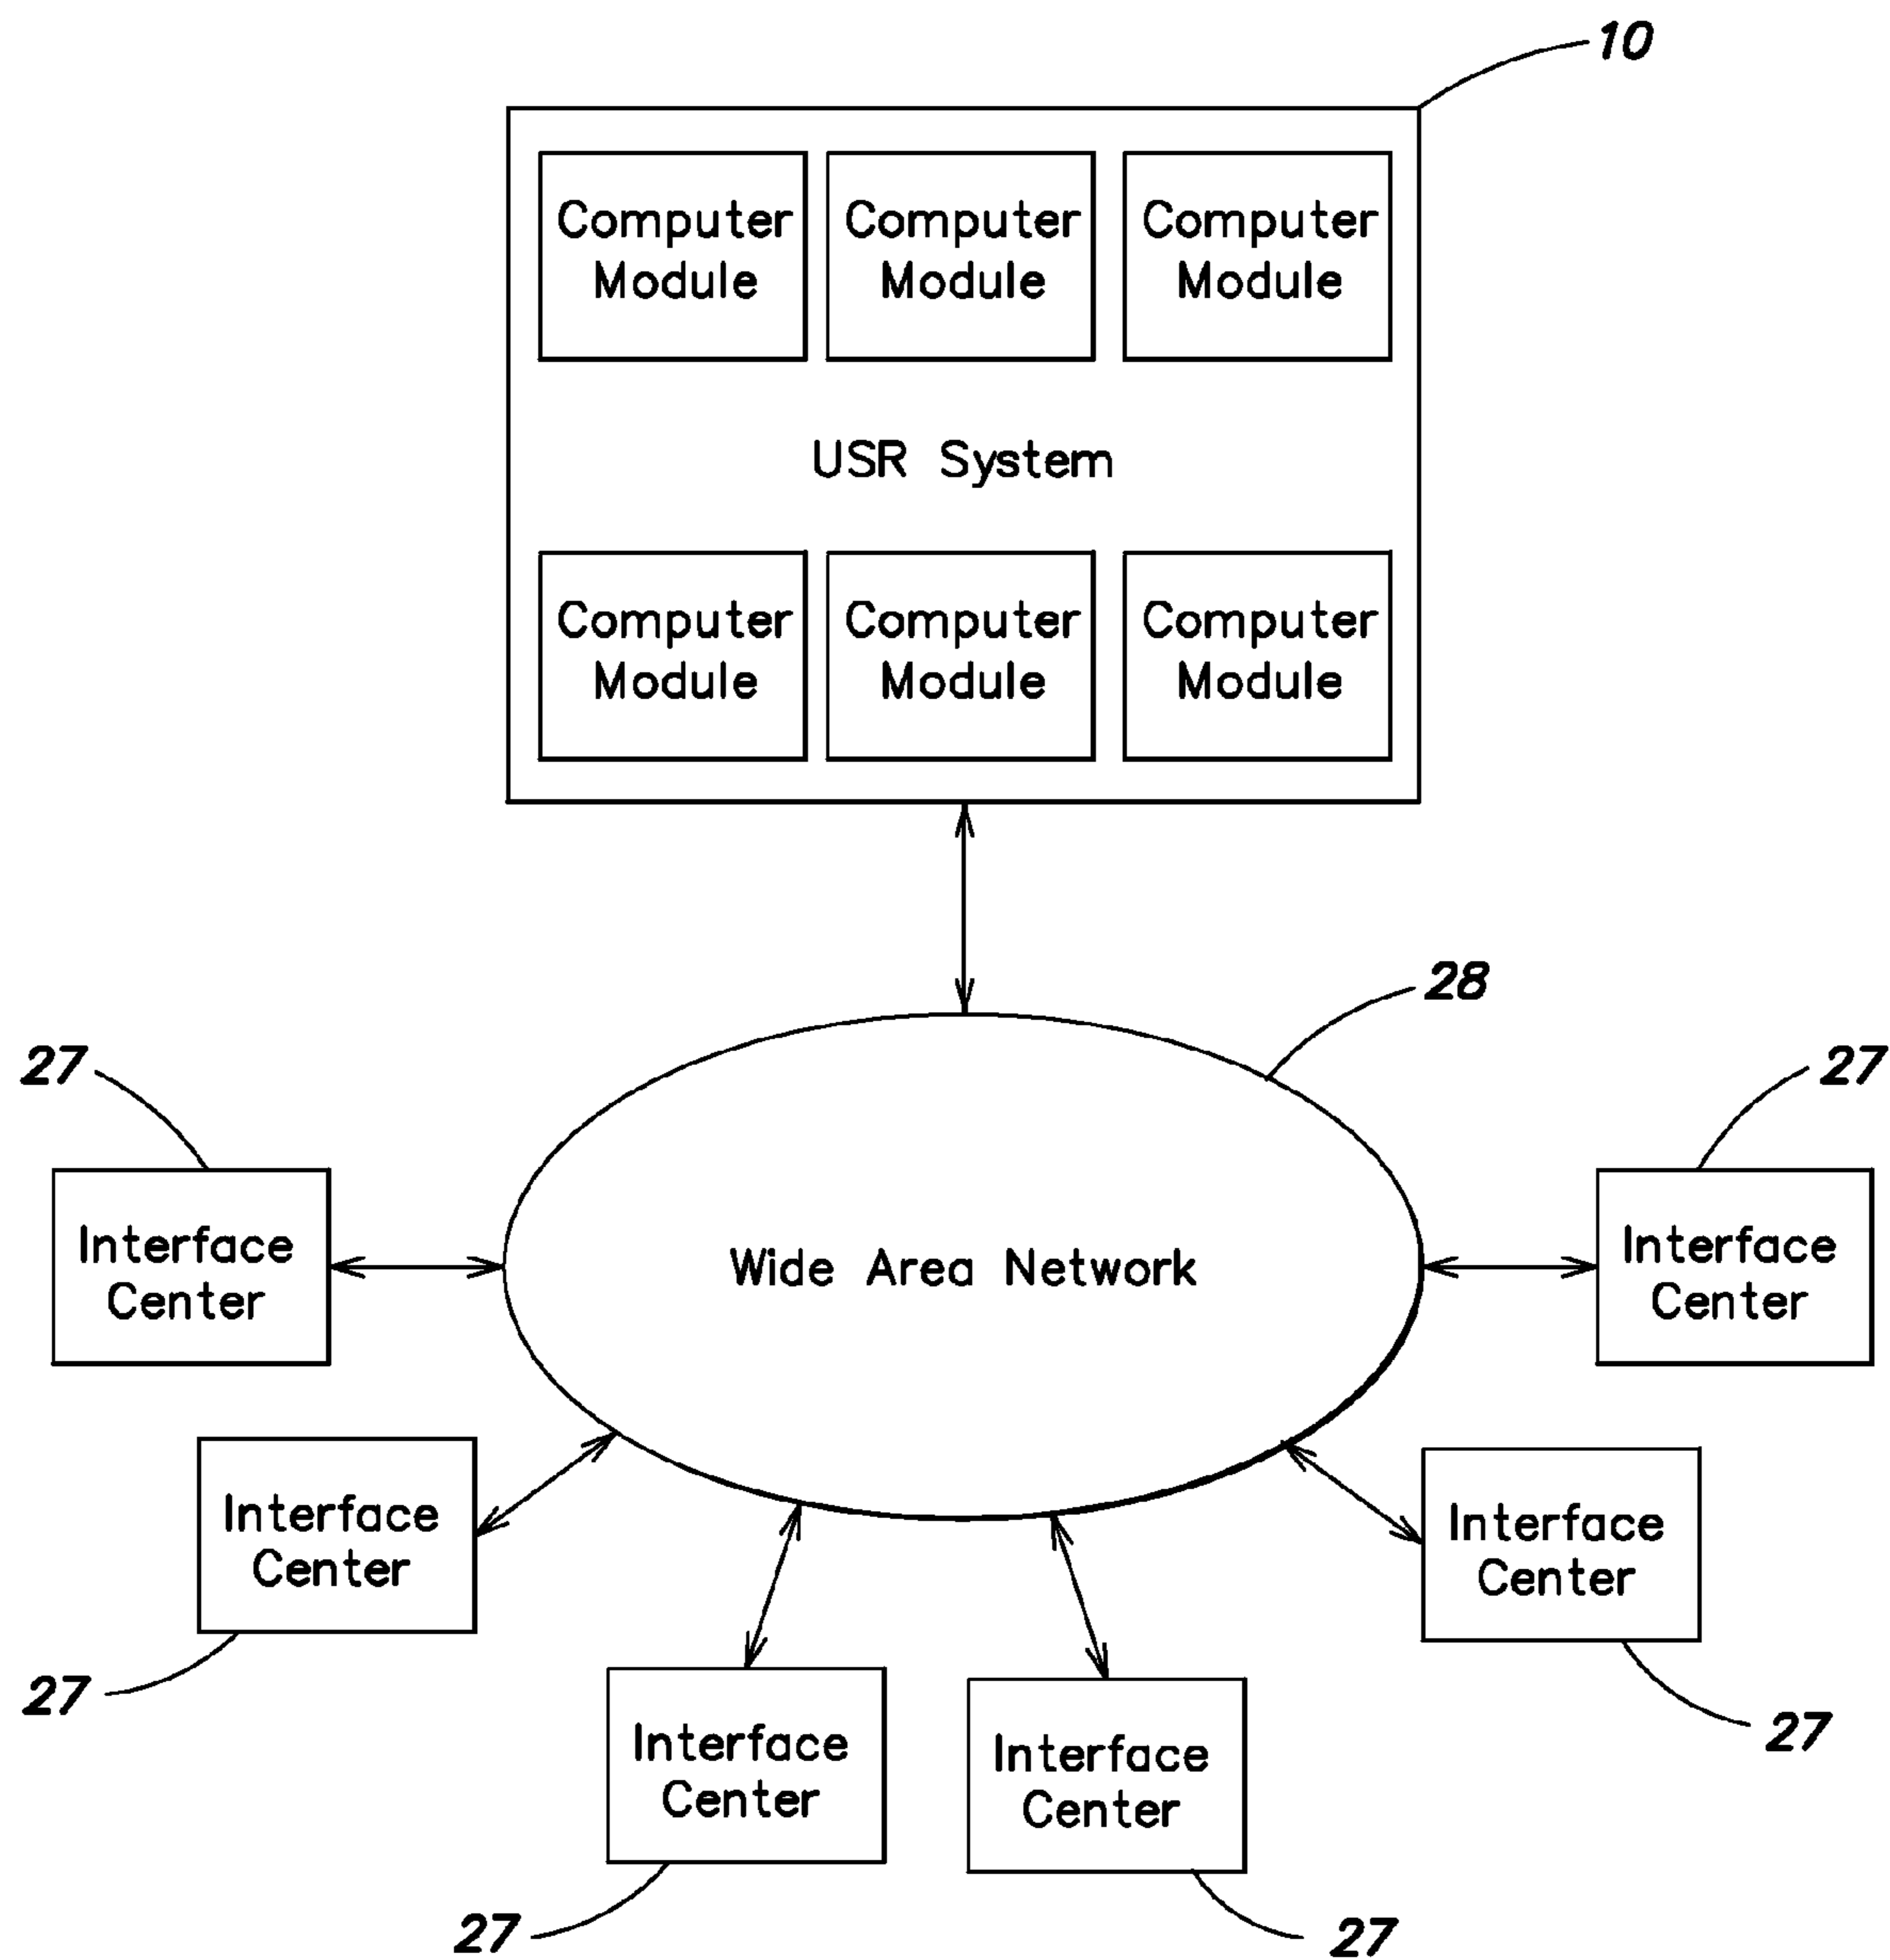 10
Computer Module
Computer Module
Computer Module
USR System
Computer Module
Computer Module
Computer Module
28
27
27
Interface
Center
Wide Area Network
Interface
Center
Interface
Center
Interface
Center
27
27
Interface
Center
Interface
Center
27
27